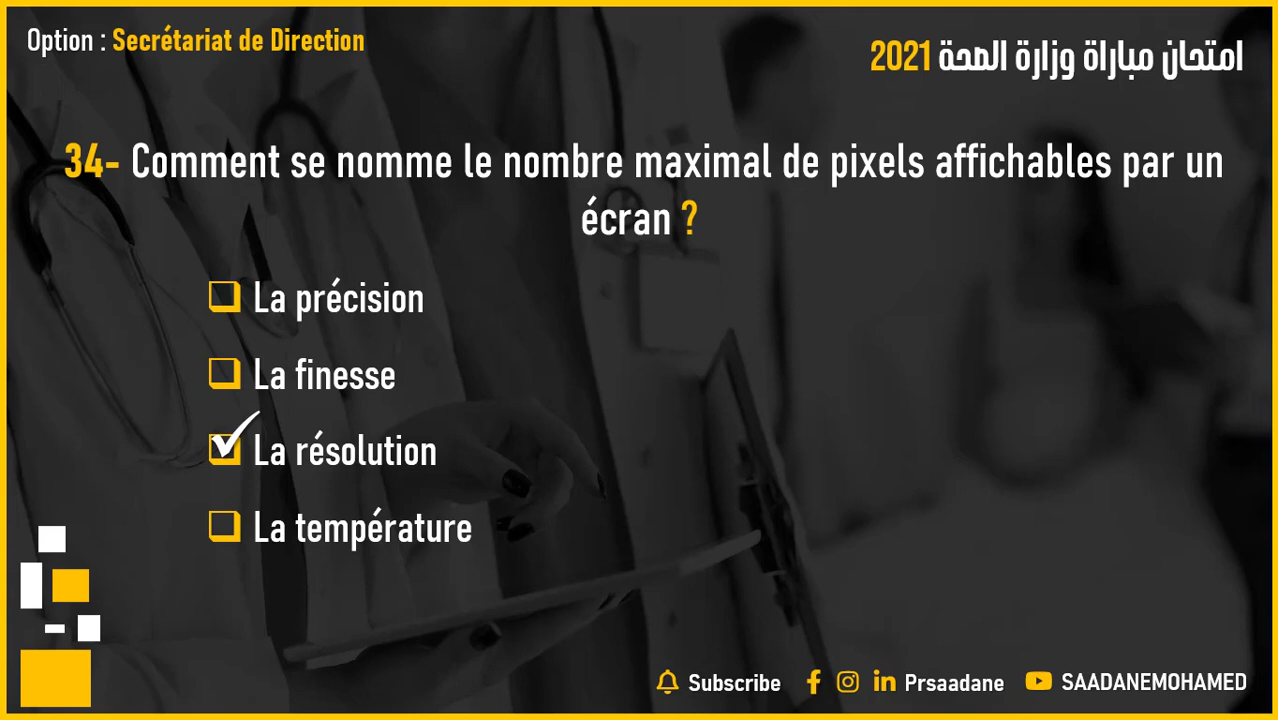 Option : Secrétariat de Direction
امتحان مباراة وزارة الصحة 2021
34- Comment se nomme le nombre maximal de pixels affichables par un
écran ?
La précision
La finesse
La résolution
La température
Subscribe Prsaadane SAADANEMOHAMED